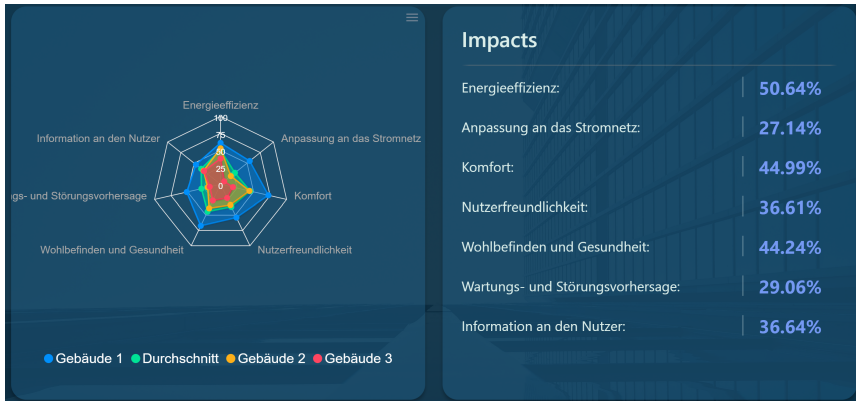 Energieeffizienz
100
75
50
25
0
Information an den Nutzer
Anpassung an das Stromnetz
gs- und Störungsvorhersage
Komfort
Wohlbefinden und Gesundheit
Nutzerfreundlichkeit
Gebäude 1 Durchschnitt Gebäude 2 Gebäude 3
Impacts
Energieeffizienz: 50.64%
Anpassung an das Stromnetz: 27.14%
Komfort: 44.99%
Nutzerfreundlichkeit: 36.61%
Wohlbefinden und Gesundheit: 44.24%
Wartungs- und Störungsvorhersage: 29.06%
Information an den Nutzer: 36.64%